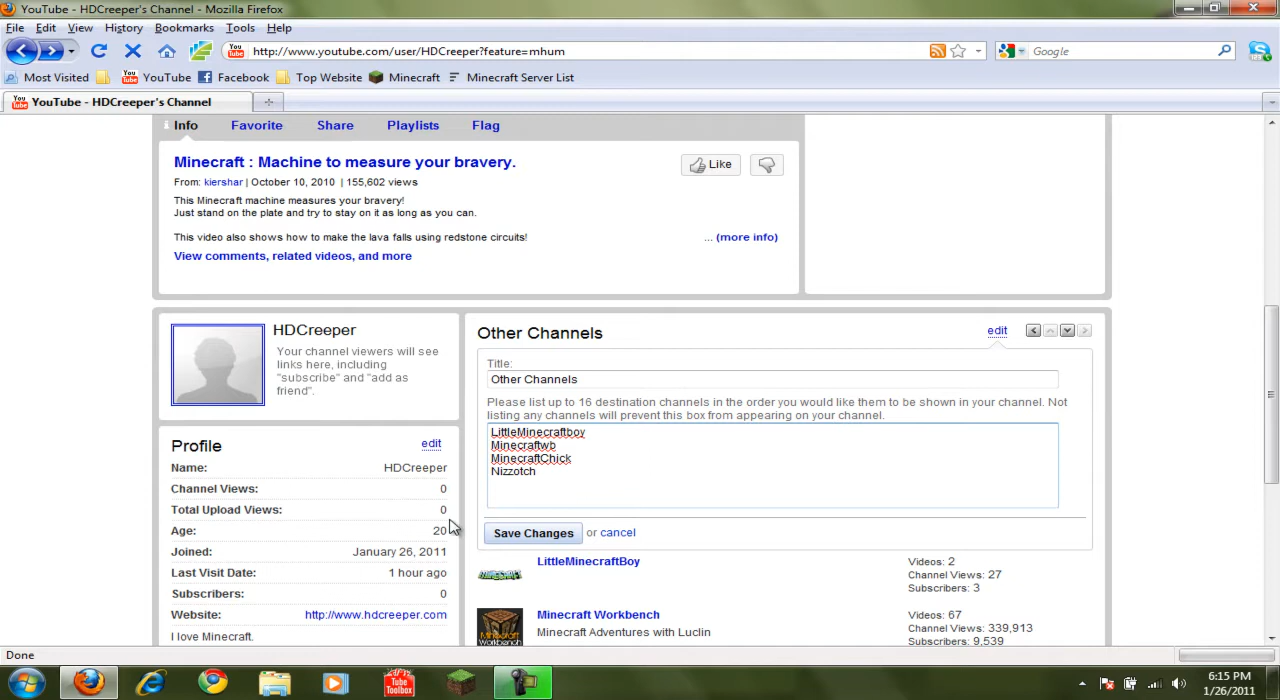 YouTube - HDCreeper's Channel - Mozilla Firefox
File Edit View History Bookmarks Tools Help
http://www.youtube.com/user/HDCreeper?feature=mhum
Google
Most Visited YouTube Facebook Top Website Minecraft Minecraft Server List
YouTube - HDCreeper's Channel
Info Favorite Share Playlists Flag
Minecraft : Machine to measure your bravery.
Like
From: kiershar | October 10, 2010 | 155,602 views
This Minecraft machine measures your bravery!
Just stand on the plate and try to stay on it as long as you can.
This video also shows how to make the lava falls using redstone circuits!
... (more info)
View comments, related videos, and more
HDCreeper
Your channel viewers will see
links here, including
"subscribe" and "add as
friend".
Profile edit
Name: HDCreeper
Channel Views: 0
Total Upload Views: 0
Age: 20
Joined: January 26, 2011
Last Visit Date: 1 hour ago
Subscribers: 0
Website: http://www.hdcreeper.com
I love Minecraft.
Other Channels edit
Title:
Other Channels
Please list up to 16 destination channels in the order you would like them to be shown in your channel. Not
listing any channels will prevent this box from appearing on your channel.
LittleMinecraftboy
Minecraftwb
MinecraftChick
Nizzotch
Save Changes or cancel
LittleMinecraftBoy
Videos: 2
Channel Views: 27
Subscribers: 3
Minecraft Workbench
Minecraft Adventures with Luclin
Videos: 67
Channel Views: 339,913
Subscribers: 9,539
Done
Tube
Toolbox
6:15 PM
1/26/2011